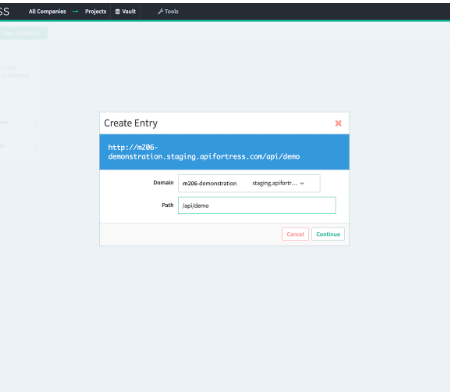 SS All Companies → Projects Vault Tools
Create Entry
http://m206-
demonstration.staging.apifortress.com/api/demo
Domain m206-demonstration staging.apifortr...
Path /api/demo
Cancel Continue